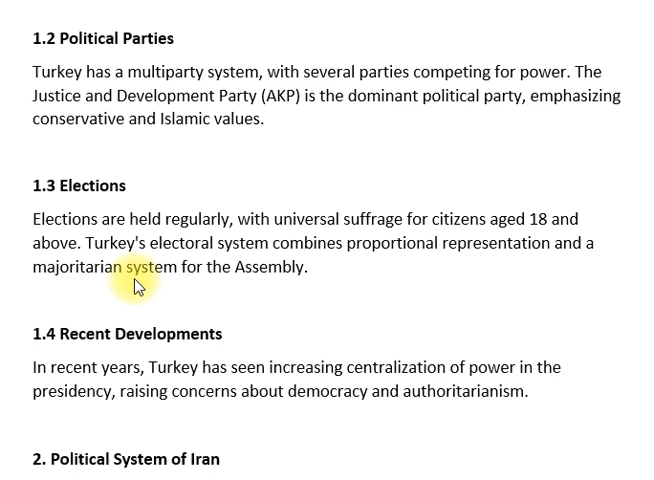 1.2 Political Parties
Turkey has a multiparty system, with several parties competing for power. The
Justice and Development Party (AKP) is the dominant political party, emphasizing
conservative and Islamic values.
1.3 Elections
Elections are held regularly, with universal suffrage for citizens aged 18 and
above. Turkey's electoral system combines proportional representation and a
majoritarian system for the Assembly.
1.4 Recent Developments
In recent years, Turkey has seen increasing centralization of power in the
presidency, raising concerns about democracy and authoritarianism.
2. Political System of Iran